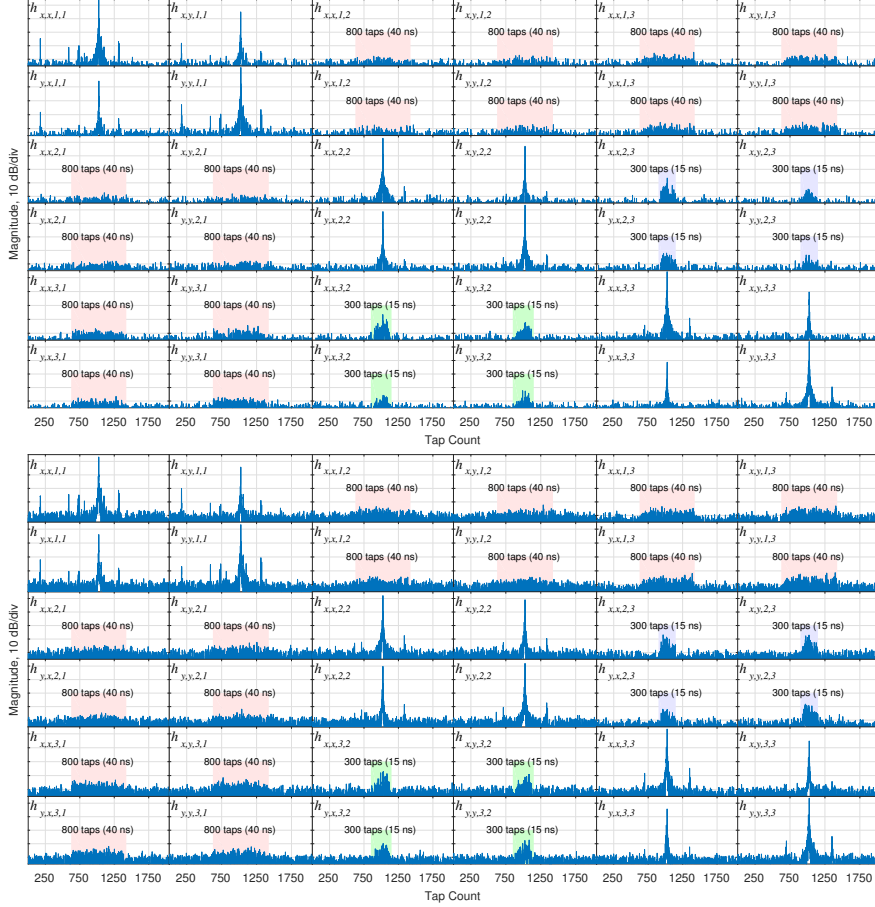 h x,x,1,1 h x,y,1,1 h x,x,1,2 h x,y,1,2 h x,x,1,3 h x,y,1,3
800 taps (40 ns) 800 taps (40 ns) 800 taps (40 ns) 800 taps (40 ns)
h y,x,1,1 h y,y,1,1 h y,x,1,2 h y,y,1,2 h y,x,1,3 h y,y,1,3
800 taps (40 ns) 800 taps (40 ns) 800 taps (40 ns) 800 taps (40 ns)
h x,x,2,1 h x,y,2,1 h x,x,2,2 h x,y,2,2 h x,x,2,3 h x,y,2,3
800 taps (40 ns) 800 taps (40 ns) 300 taps (15 ns) 300 taps (15 ns)
h y,x,2,1 h y,y,2,1 h y,x,2,2 h y,y,2,2 h y,x,2,3 h y,y,2,3
800 taps (40 ns) 800 taps (40 ns) 300 taps (15 ns) 300 taps (15 ns)
h x,x,3,1 h x,y,3,1 h x,x,3,2 h x,y,3,2 h x,x,3,3 h x,y,3,3
800 taps (40 ns) 800 taps (40 ns) 300 taps (15 ns) 300 taps (15 ns)
h y,x,3,1 h y,y,3,1 h y,x,3,2 h y,y,3,2 h y,x,3,3 h y,y,3,3
800 taps (40 ns) 800 taps (40 ns) 300 taps (15 ns) 300 taps (15 ns)
Magnitude, 10 dB/div
250 1250 1750 250 1250 1750 250 1250 1750 250 1250 1750 250 1250 1750 250 1250 1750
Tap Count
h x,x,1,1 h x,y,1,1 h x,x,1,2 h x,y,1,2 h x,x,1,3 h x,y,1,3
800 taps (40 ns) 800 taps (40 ns) 800 taps (40 ns) 800 taps (40 ns)
h y,x,1,1 h y,y,1,1 h y,x,1,2 h y,y,1,2 h y,x,1,3 h y,y,1,3
800 taps (40 ns) 800 taps (40 ns) 800 taps (40 ns) 800 taps (40 ns)
h x,x,2,1 h x,y,2,1 h x,x,2,2 h x,y,2,2 h x,x,2,3 h x,y,2,3
800 taps (40 ns) 800 taps (40 ns) 300 taps (15 ns) 300 taps (15 ns)
h y,x,2,1 h y,y,2,1 h y,x,2,2 h y,y,2,2 h y,x,2,3 h y,y,2,3
800 taps (40 ns) 800 taps (40 ns) 300 taps (15 ns) 300 taps (15 ns)
h x,x,3,1 h x,y,3,1 h x,x,3,2 h x,y,3,2 h x,x,3,3 h x,y,3,3
800 taps (40 ns) 800 taps (40 ns) 300 taps (15 ns) 300 taps (15 ns)
h y,x,3,1 h y,y,3,1 h y,x,3,2 h y,y,3,2 h y,x,3,3 h y,y,3,3
800 taps (40 ns) 800 taps (40 ns) 300 taps (15 ns) 300 taps (15 ns)
Magnitude, 10 dB/div
250 1250 1750 250 1250 1750 250 1250 1750 250 1250 1750 250 1250 1750 250 1250 1750
Tap Count